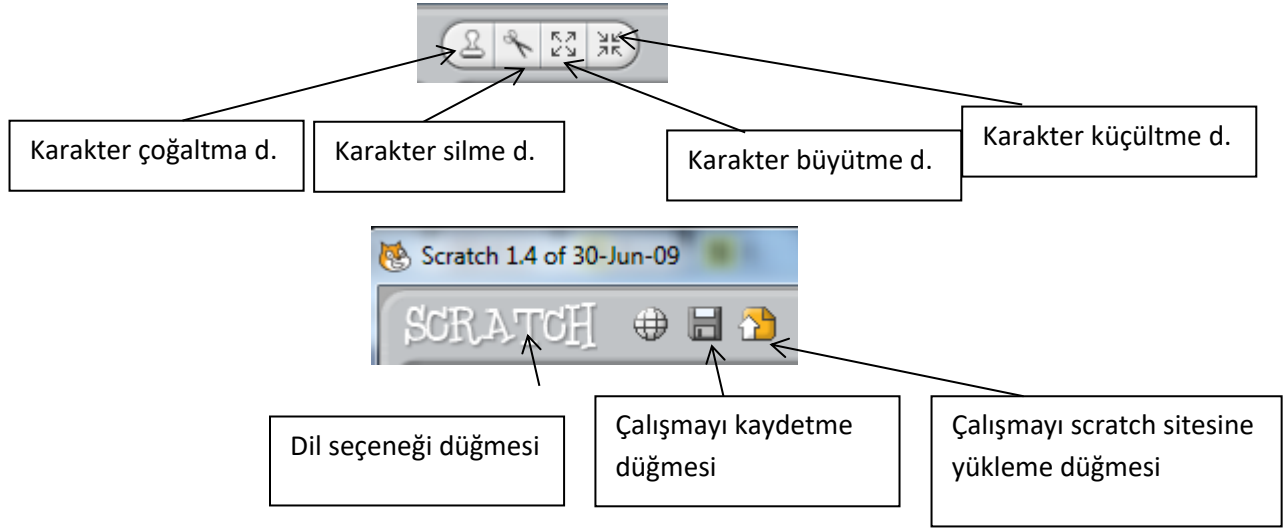 Karakter çoğaltma d.
Karakter silme d.
Karakter büyütme d.
Karakter küçültme d.
Scratch 1.4 of 30-Jun-09
SCRATCH
Dil seçeneği düğmesi
Çalışmayı kaydetme
düğmesi
Çalışmayı scratch sitesine
yükleme düğmesi